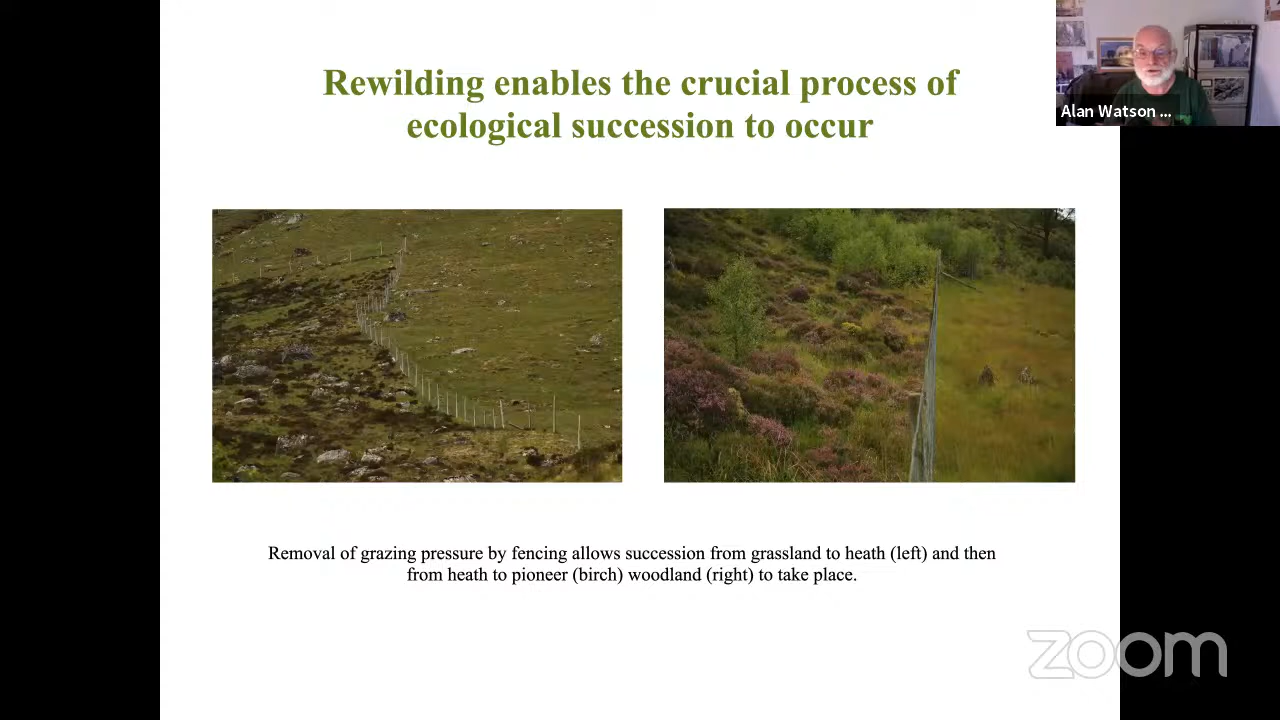 Rewilding enables the crucial process of
ecological succession to occur
Alan Watson ...
Removal of grazing pressure by fencing allows succession from grassland to heath (left) and then
from heath to pioneer (birch) woodland (right) to take place.
zoom